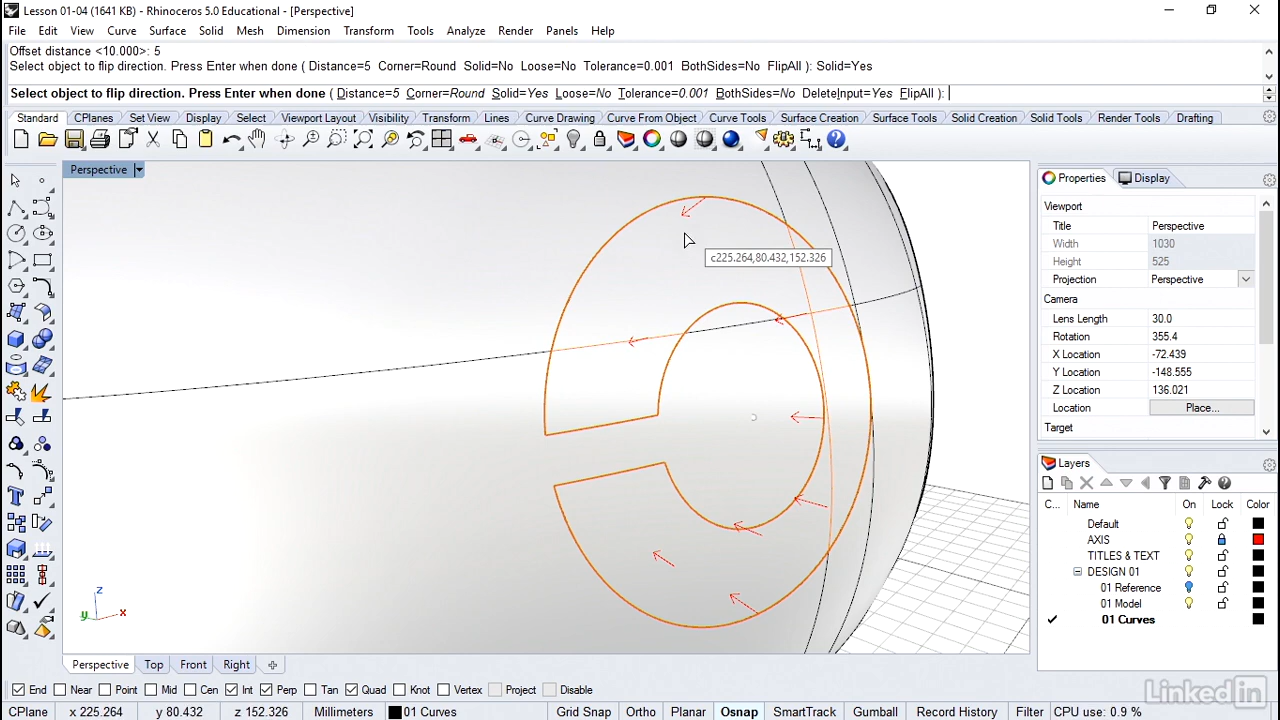 Lesson 01-04 (1641 KB) - Rhinoceros 5.0 Educational - [Perspective]
File Edit View Curve Surface Solid Mesh Dimension Transform Tools Analyze Render Panels Help
Offset distance <10.000>: 5
Select object to flip direction. Press Enter when done ( Distance=5 Corner=Round Solid=No Loose=No Tolerance=0.001 BothSides=No FlipAll ): Solid=Yes
Select object to flip direction. Press Enter when done ( Distance=5 Corner=Round Solid=Yes Loose=No Tolerance=0.001 BothSides=No DeleteInput=Yes FlipAll ):
Standard CPlanes Set View Display Select Viewport Layout Visibility Transform Lines Curve Drawing Curve From Object Curve Tools Surface Creation Surface Tools Solid Creation Solid Tools Render Tools Drafting
Perspective
c225.264,80.432,152.326
z
y
x
Properties Display
Viewport
Title Perspective
Width 1030
Height 525
Projection Perspective
Camera
Lens Length 30.0
Rotation 355.4
X Location -72.439
Y Location -148.555
Z Location 136.021
Location Place...
Target
Layers
C... Name On Lock Color
Default
AXIS
TITLES & TEXT
DESIGN 01
01 Reference
01 Model
01 Curves
Perspective Top Front Right
End Near Point Mid Cen Int Perp Tan Quad Knot Vertex Project Disable
CPlane x 225.264 y 80.432 z 152.326 Millimeters 01 Curves Grid Snap Ortho Planar Osnap SmartTrack Gumball Record History Filter CPU use: 0.9 %
LinkedIn